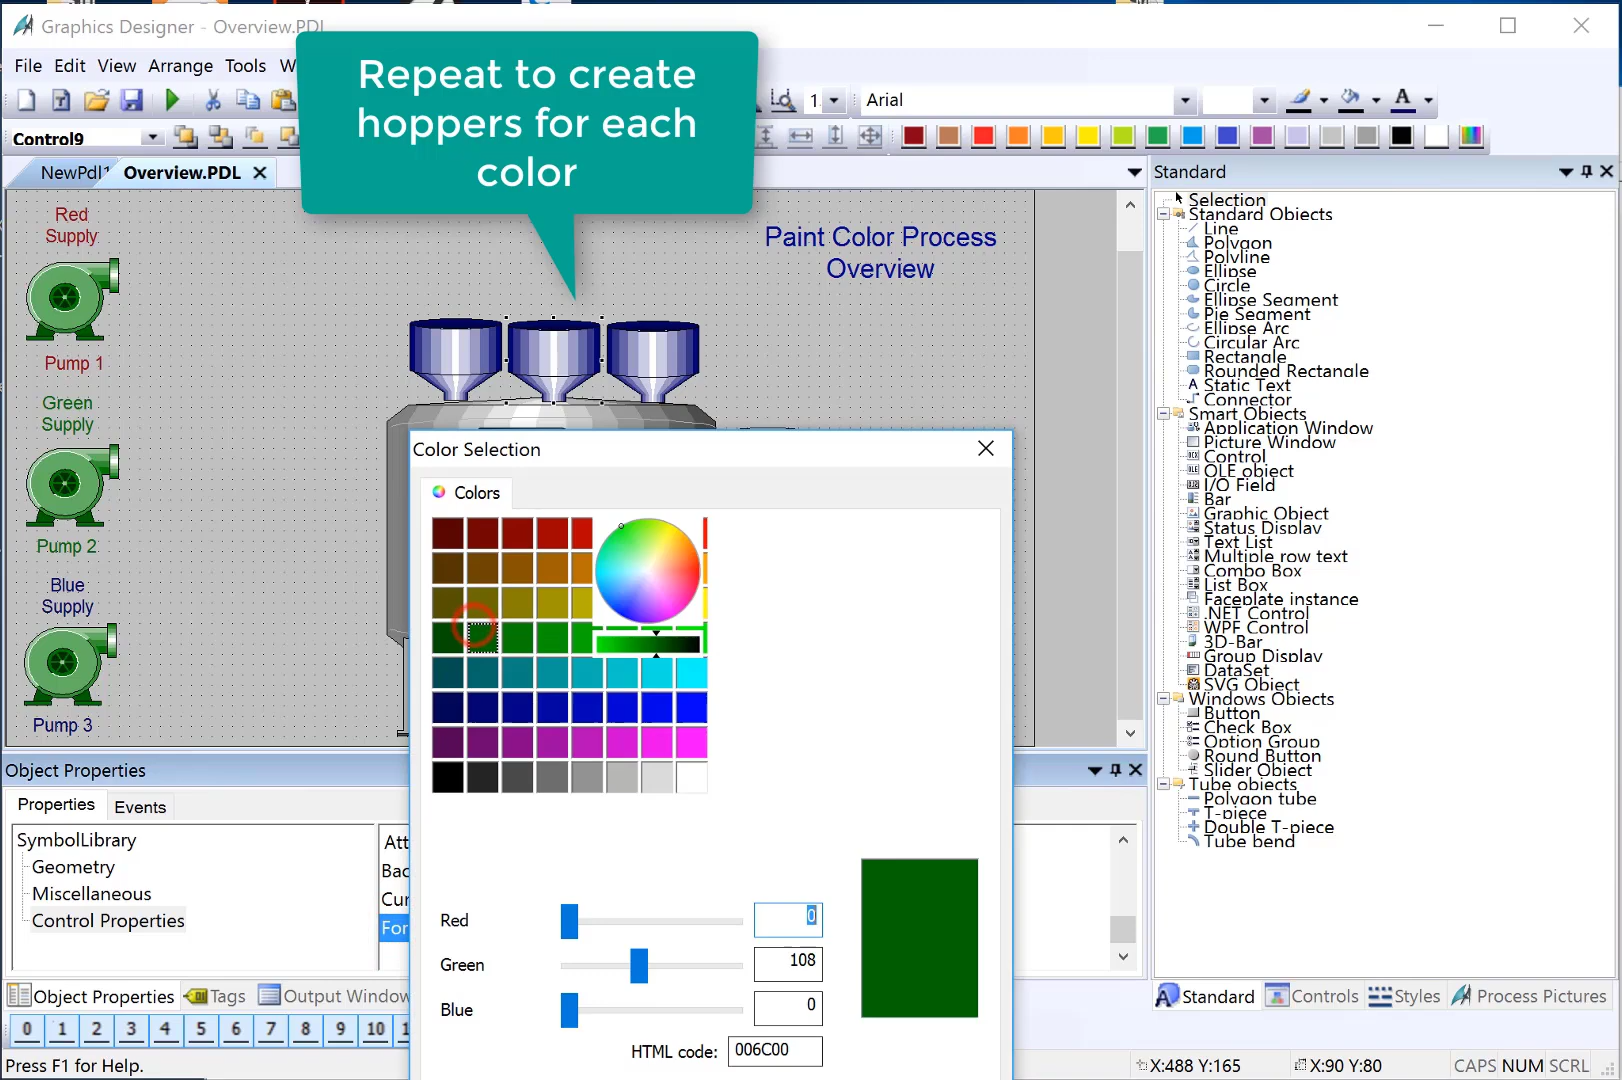 Graphics Designer - Overview.PDL
File Edit View Arrange Tools W
Repeat to create
hoppers for each
color
1
Arial
A
Control9
NewPdl1
Overview.PDL
Standard
Red
Supply
Pump 1
Green
Supply
Pump 2
Blue
Supply
Pump 3
Paint Color Process
Overview
Selection
Standard Objects
Line
Polygon
Polyline
Ellipse
Circle
Ellipse Segment
Pie Segment
Ellipse Arc
Circular Arc
Rectangle
Rounded Rectangle
Static Text
Connector
Smart Objects
Application Window
Picture Window
Control
OLE object
I/O Field
Bar
Graphic Object
Status Display
Text List
Multiple row text
Combo Box
List Box
Faceplate instance
.NET Control
WPF Control
3D-Bar
Group Display
DataSet
SVG Object
Windows Objects
Button
Check Box
Option Group
Round Button
Slider Object
Tube objects
Polygon tube
T-piece
Double T-piece
Tube bend
Color Selection
Colors
Red 0
Green 108
Blue 0
HTML code: 006C00
Object Properties
Properties Events
SymbolLibrary
Geometry
Miscellaneous
Control Properties
Att
Bac
Cur
For
Object Properties Tags Output Window
Standard Controls Styles Process Pictures
0 1 2 3 4 5 6 7 8 9 10 1
Press F1 for Help.
X:488 Y:165 X:90 Y:80 CAPS NUM SCRL